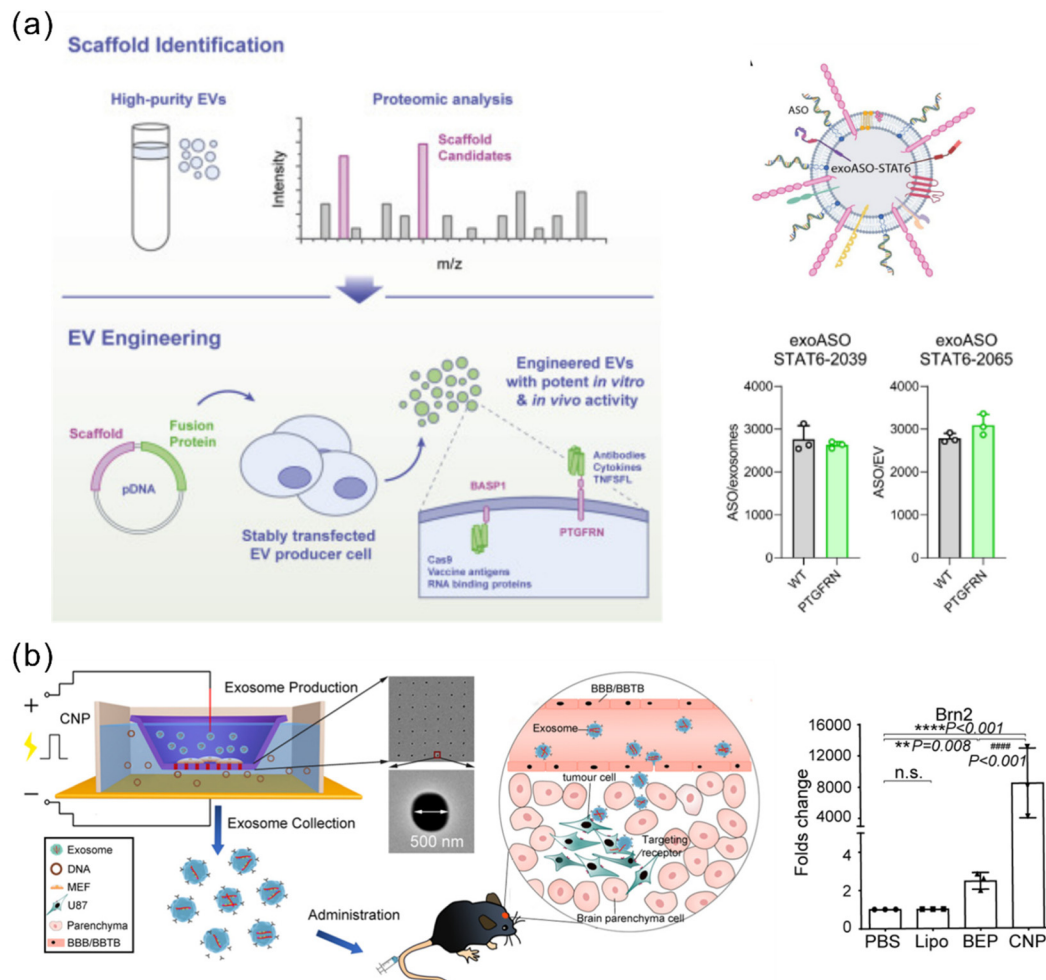 (a)
Scaffold Identification
High-purity EVs
Proteomic analysis
Scaffold
Candidates
Intensity
m/z
EV Engineering
Scaffold
Fusion
Protein
pDNA
Stably transfected
EV producer cell
Engineered EVs
with potent in vitro
& in vivo activity
Antibodies
Cytokines
TNFSFL
BASP1
PTGFRN
Cas9
Vaccine antigens
RNA binding proteins
ASO
exoASO-STAT6
exoASO
STAT6-2039
ASO/exosomes
4000
3000
2000
1000
0
WT
PTGFRN
exoASO
STAT6-2065
ASO/EV
4000
3000
2000
1000
0
WT
PTGFRN
(b)
+
CNP
−
Exosome Production
500 nm
Exosome Collection
Exosome
DNA
MEF
U87
Parenchyma
BBB/BBTB
Administration
BBB/BBTB
Exosome
tumour cell
Targeting
receptor
Brain parenchyma cell
Brn2
Folds change
16000
12000
8000
4000
4
2
0
****P<0.001
**P=0.008
####
P<0.001
n.s.
PBS
Lipo
BEP
CNP